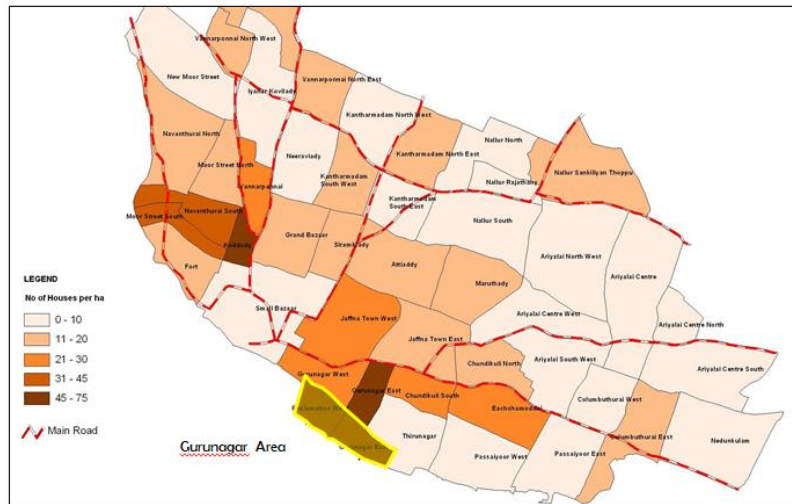 Vannarponnai North West
New Moor Street
Iyanar Kovilady
Vannarponnai North East
Kantharmadam North West
Navanthurai North
Moor Street North
Vannarponnai
Neeravlady
Kantharmadam
South West
Kantharmadam North East
Nallur North
Nallur Rajathany
Nallur Sankiliyan Thoppu
Kantharmadam
South East
Nallur South
Moor Street South
Navanthurai South
Koddady
Grand Bazaar
Sirampiady
Attiaddy
Ariyalai North West
Ariyalai Centre
Fort
Maruthady
Small Bazaar
Jaffna Town West
Jaffna Town East
Ariyalai Centre West
Ariyalai Centre North
Chundikuli North
Ariyalai South West
Ariyalai Centre South
Gurunagar West
Gurunagar East
Chundikuli South
Eachchamoddai
Columbuthurai West
Columbuthurai East
Nedunkulam
Thirunagar
Passaiyoor West
Passaiyoor East
LEGEND
No of Houses per ha
0 - 10
11 - 20
21 - 30
31 - 45
45 - 75
Main Road
Gurunagar Area